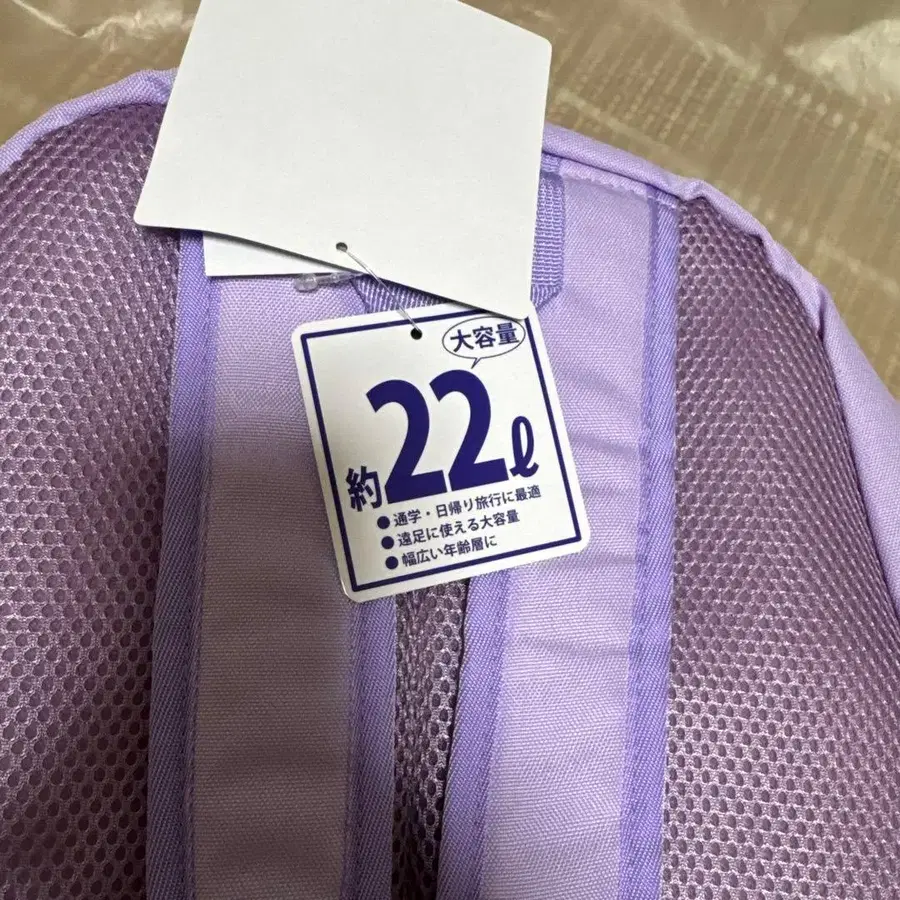 大容量
約22ℓ
●通学・日帰り旅行に最適
●遠足に使える大容量
●幅広い年齢層に